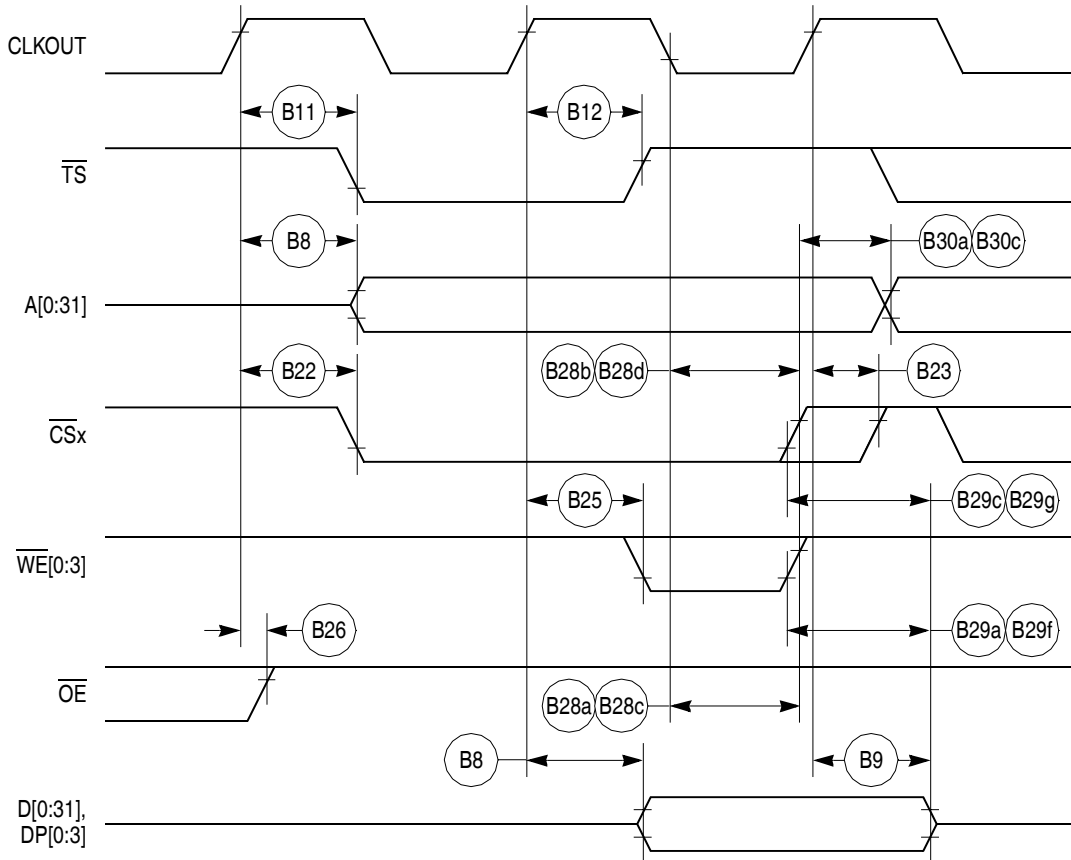 CLKOUT
B11
B12
TS
B8
B30a B30c
A[0:31]
B22
B28b B28d
B23
CSx
B25
B29c B29g
WE[0:3]
B26
B29a B29f
OE
B28a B28c
B8
B9
D[0:31],
DP[0:3]